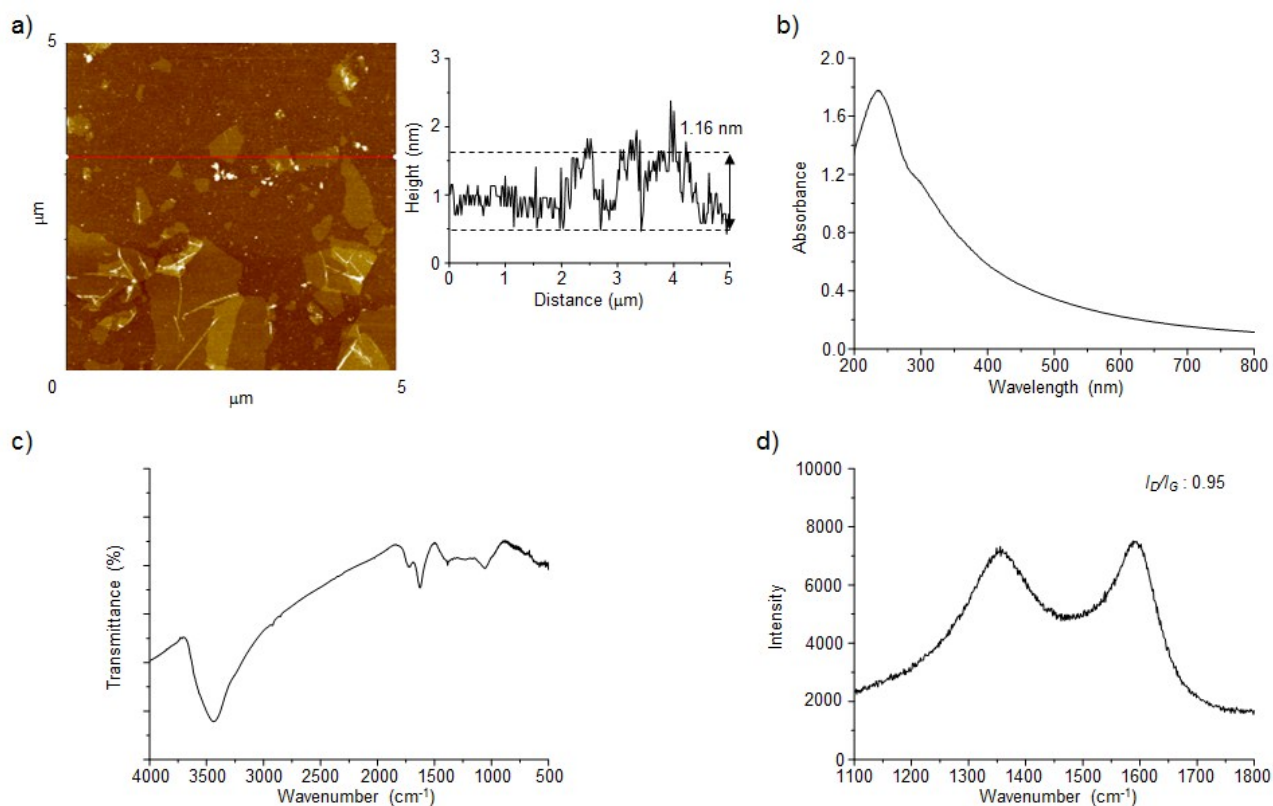 a)
5
μm
0
5
μm
3
2
1
0
Height (nm)
1.16 nm
0 1 2 3 4 5
Distance (μm)
b)
2.0
1.6
1.2
0.8
0.4
0.0
Absorbance
200 300 400 500 600 700 800
Wavelength (nm)
c)
Transmittance (%)
4000 3500 3000 2500 2000 1500 1000 500
Wavenumber (cm⁻¹)
d)
10000
8000
6000
4000
2000
0
Intensity
I_D/I_G : 0.95
1100 1200 1300 1400 1500 1600 1700 1800
Wavenumber (cm⁻¹)